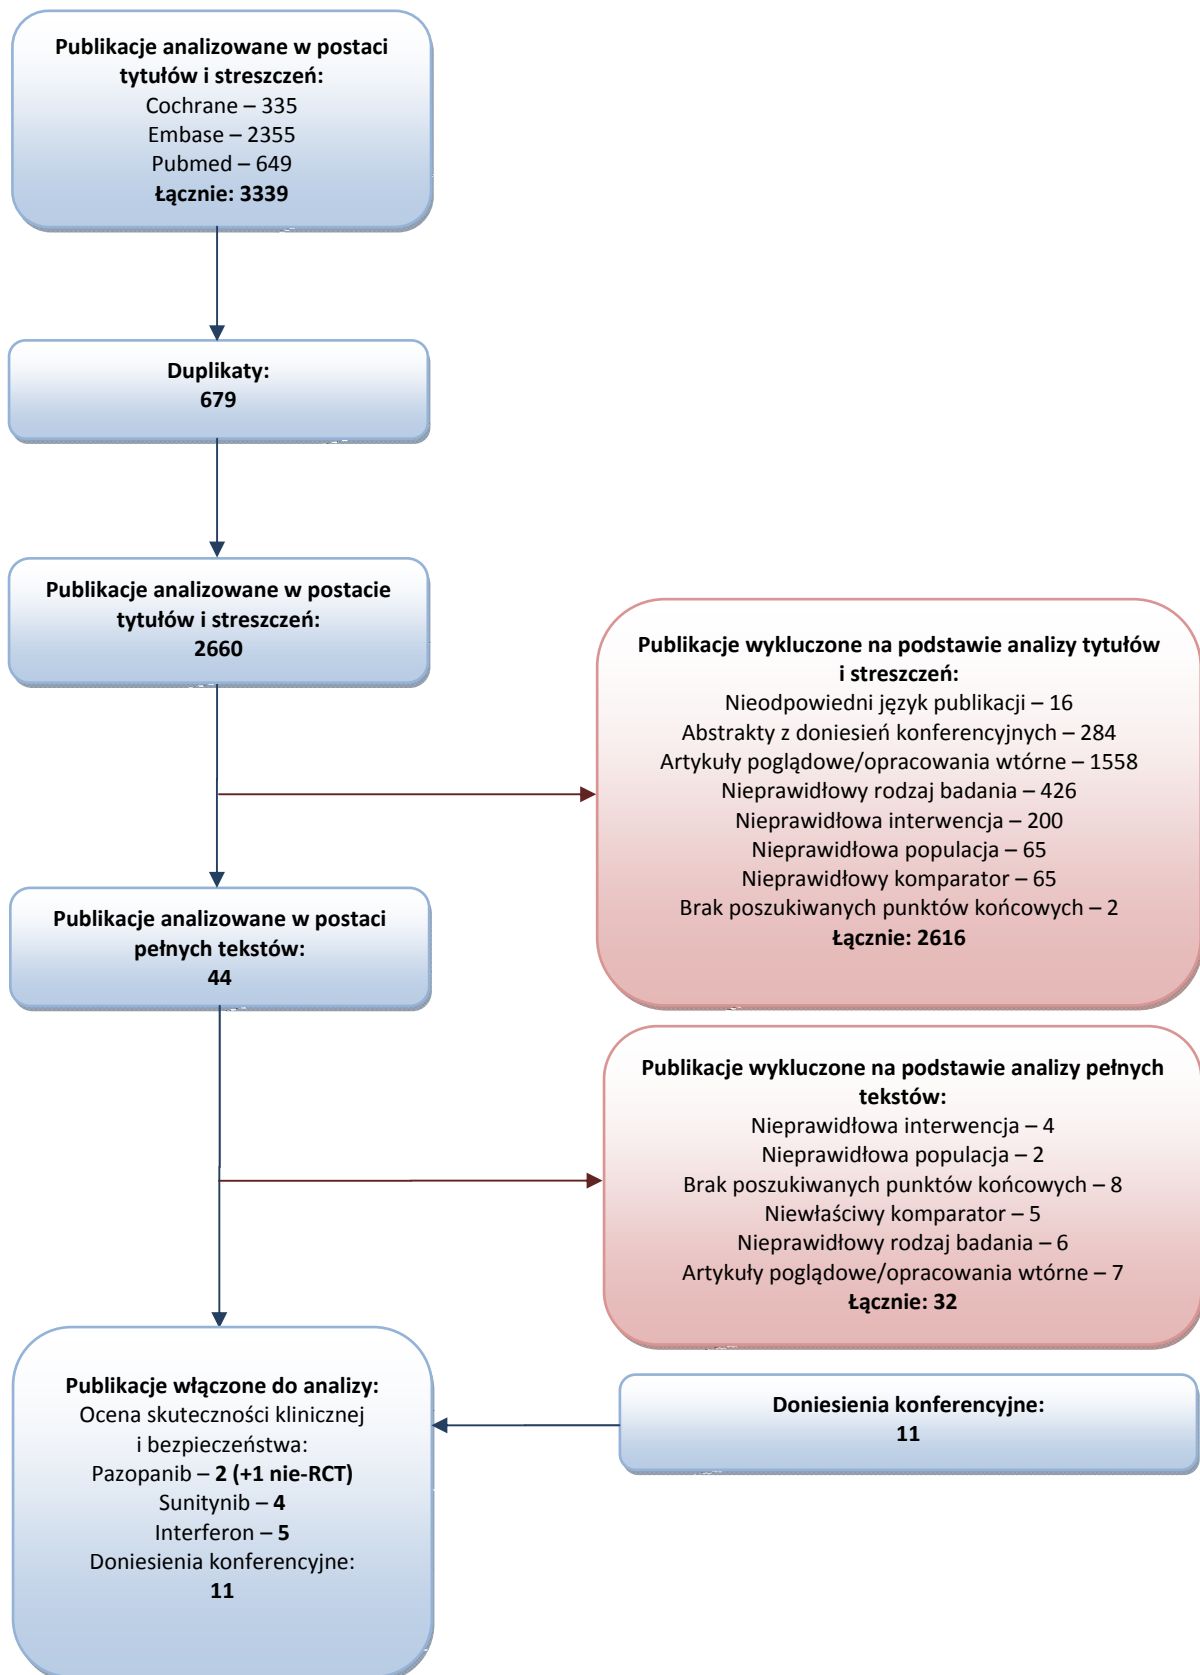 Publikacje analizowane w postaci
tytułów i streszczeń:
Cochrane – 335
Embase – 2355
Pubmed – 649
Łącznie: 3339
Duplikaty:
679
Publikacje analizowane w postacie
tytułów i streszczeń:
2660
Publikacje wykluczone na podstawie analizy tytułów
i streszczeń:
Nieodpowiedni język publikacji – 16
Abstrakty z doniesień konferencyjnych – 284
Artykuły poglądowe/opracowania wtórne – 1558
Nieprawidłowy rodzaj badania – 426
Nieprawidłowa interwencja – 200
Nieprawidłowa populacja – 65
Nieprawidłowy komparator – 65
Brak poszukiwanych punktów końcowych – 2
Łącznie: 2616
Publikacje analizowane w postaci
pełnych tekstów:
44
Publikacje wykluczone na podstawie analizy pełnych
tekstów:
Nieprawidłowa interwencja – 4
Nieprawidłowa populacja – 2
Brak poszukiwanych punktów końcowych – 8
Niewłaściwy komparator – 5
Nieprawidłowy rodzaj badania – 6
Artykuły poglądowe/opracowania wtórne – 7
Łącznie: 32
Publikacje włączone do analizy:
Ocena skuteczności klinicznej
i bezpieczeństwa:
Pazopanib – 2 (+1 nie-RCT)
Sunitynib – 4
Interferon – 5
Doniesienia konferencyjne:
11
Doniesienia konferencyjne:
11